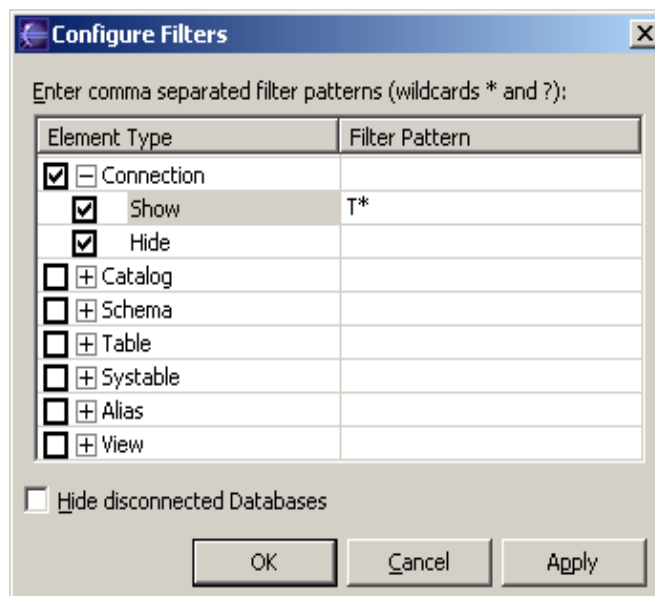 Configure Filters
Enter comma separated filter patterns (wildcards * and ?):
Element Type Filter Pattern
Connection
Show T*
Hide
Catalog
Schema
Table
Systable
Alias
View
Hide disconnected Databases
OK Cancel Apply